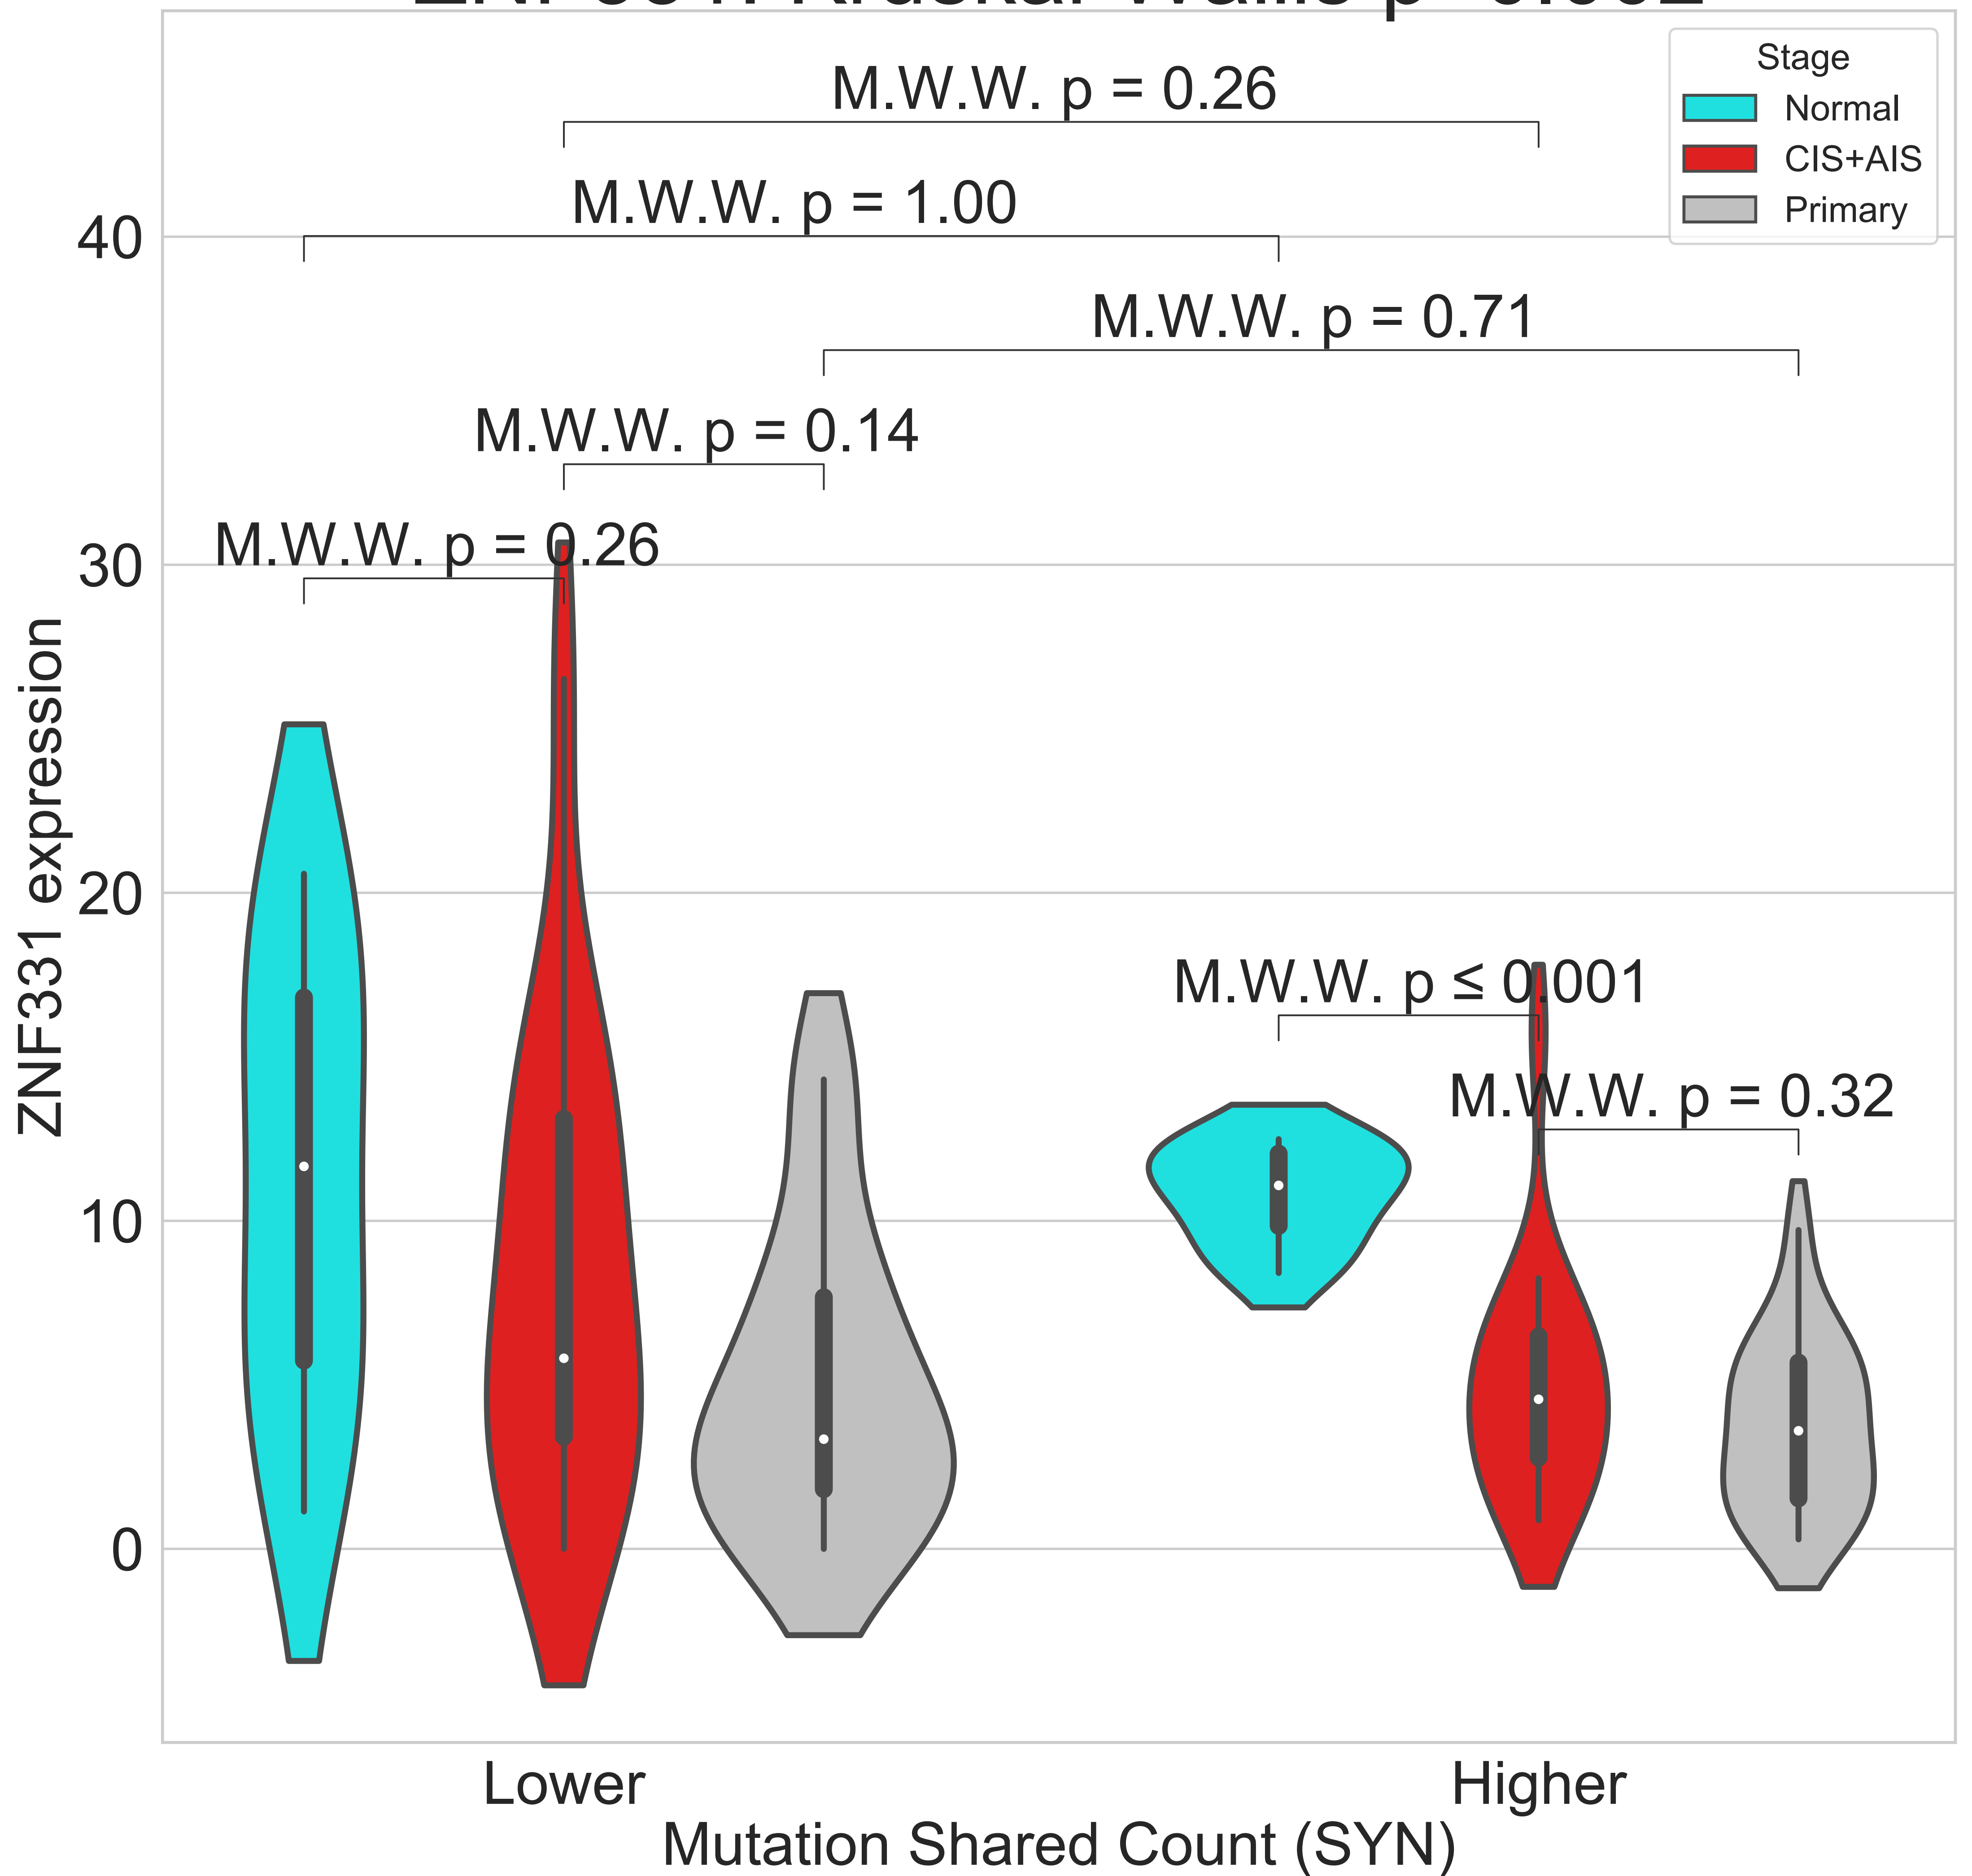 Stage
Normal
CIS+AIS
Primary
M.W.W. p = 0.26
M.W.W. p = 1.00
M.W.W. p = 0.71
M.W.W. p = 0.14
M.W.W. p = 0.26
M.W.W. p ≤ 0.001
M.W.W. p = 0.32
40
30
20
10
0
ZNF331 expression
Lower
Higher
Mutation Shared Count (SYN)